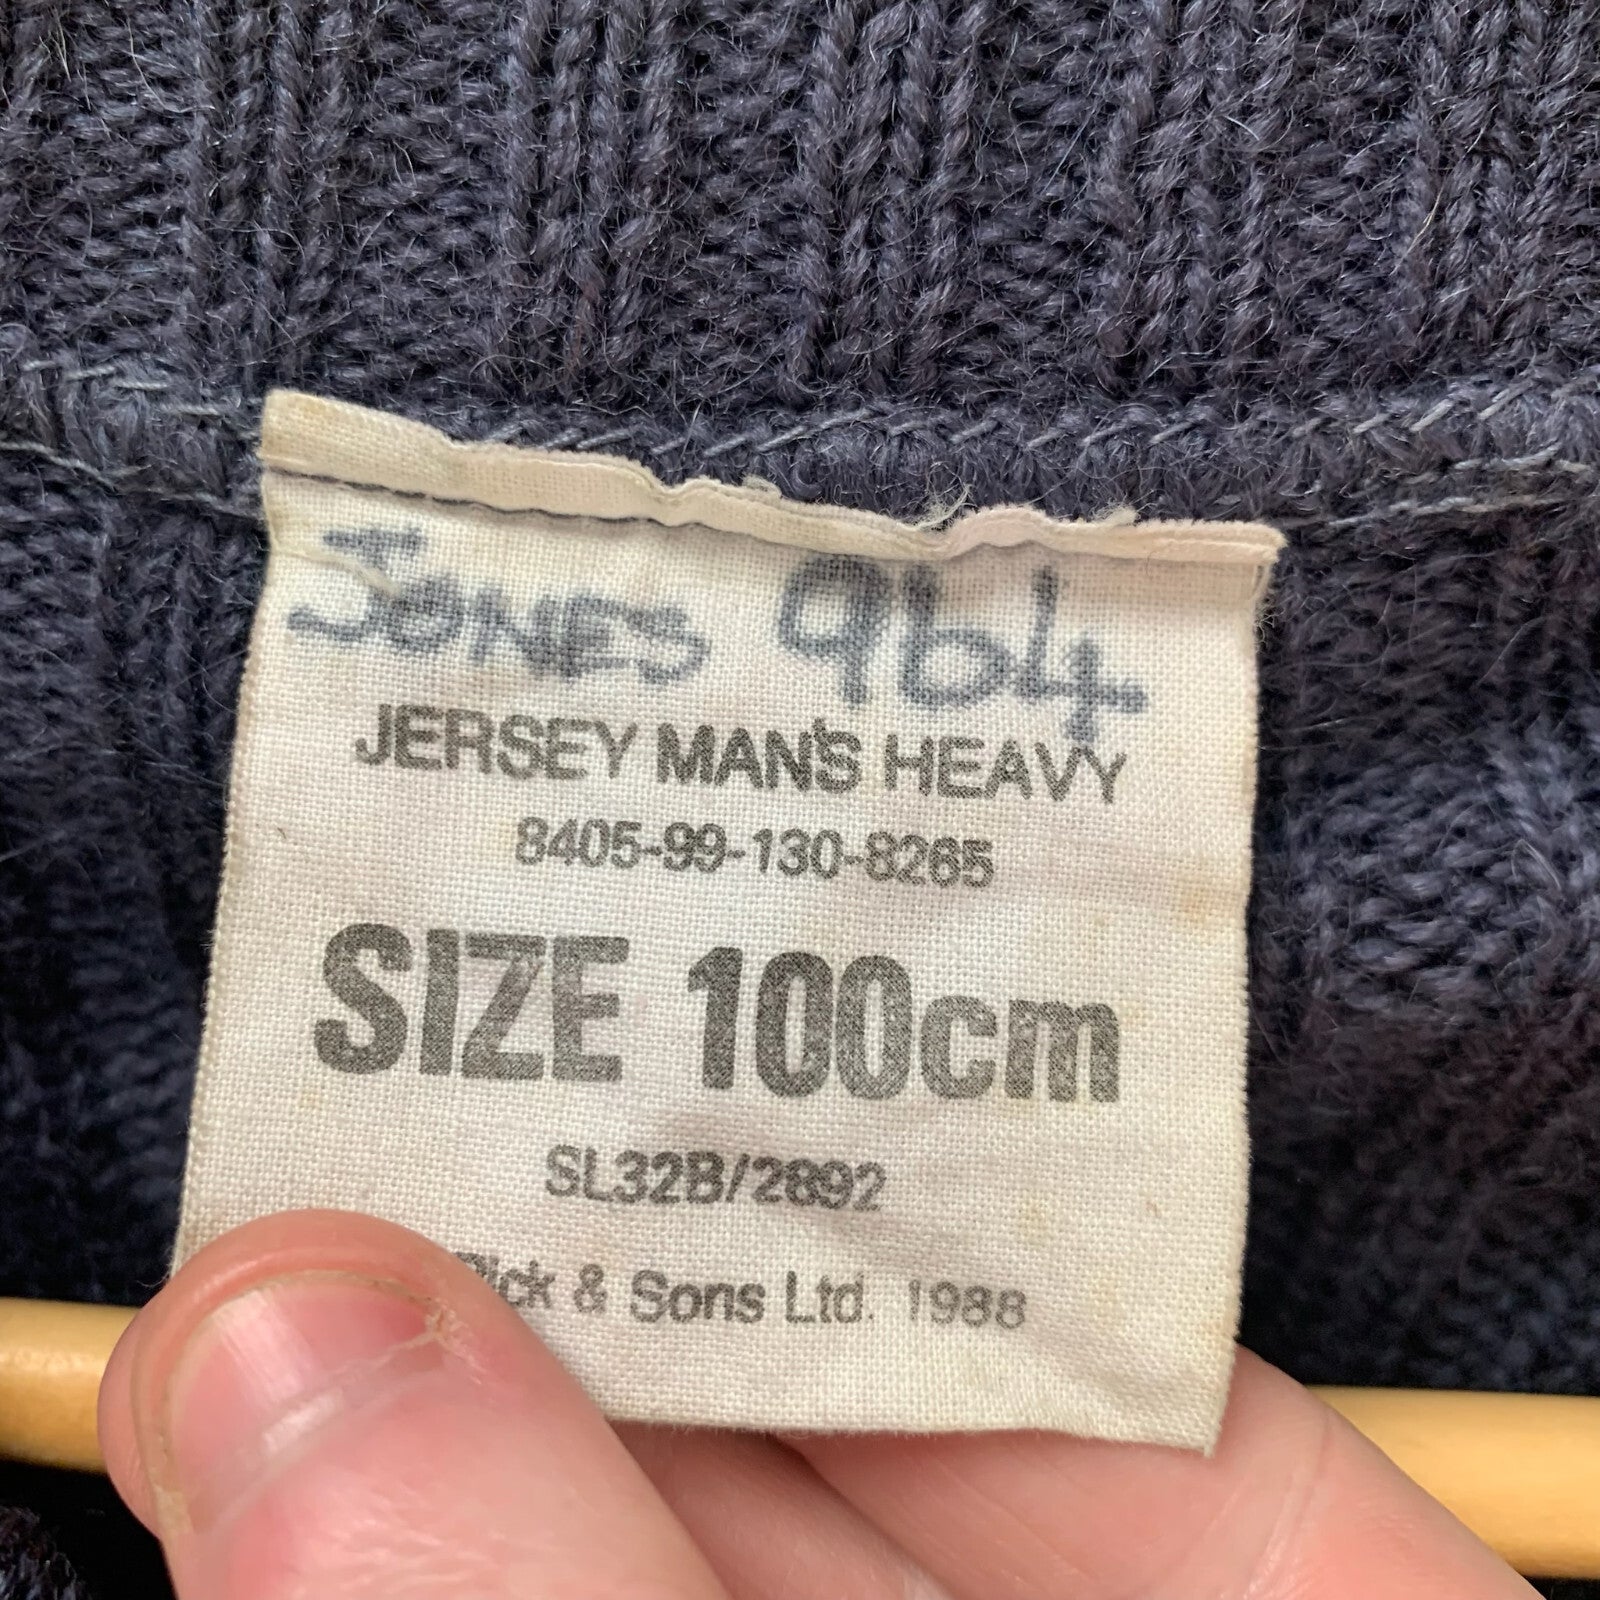 JONES 964
JERSEY MAN'S HEAVY
8405-99-130-8265
SIZE 100cm
SL32B/2892
& Sons Ltd. 1988